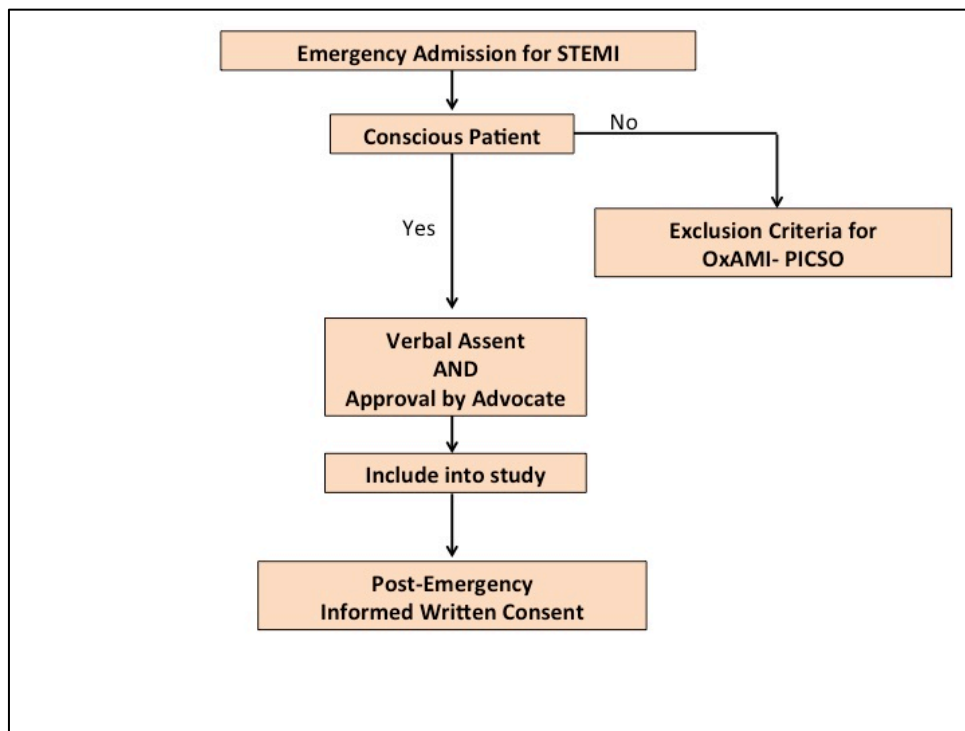 Emergency Admission for STEMI
Conscious Patient
No
Yes
Exclusion Criteria for
OxAMI- PICSO
Verbal Assent
AND
Approval by Advocate
Include into study
Post-Emergency
Informed Written Consent